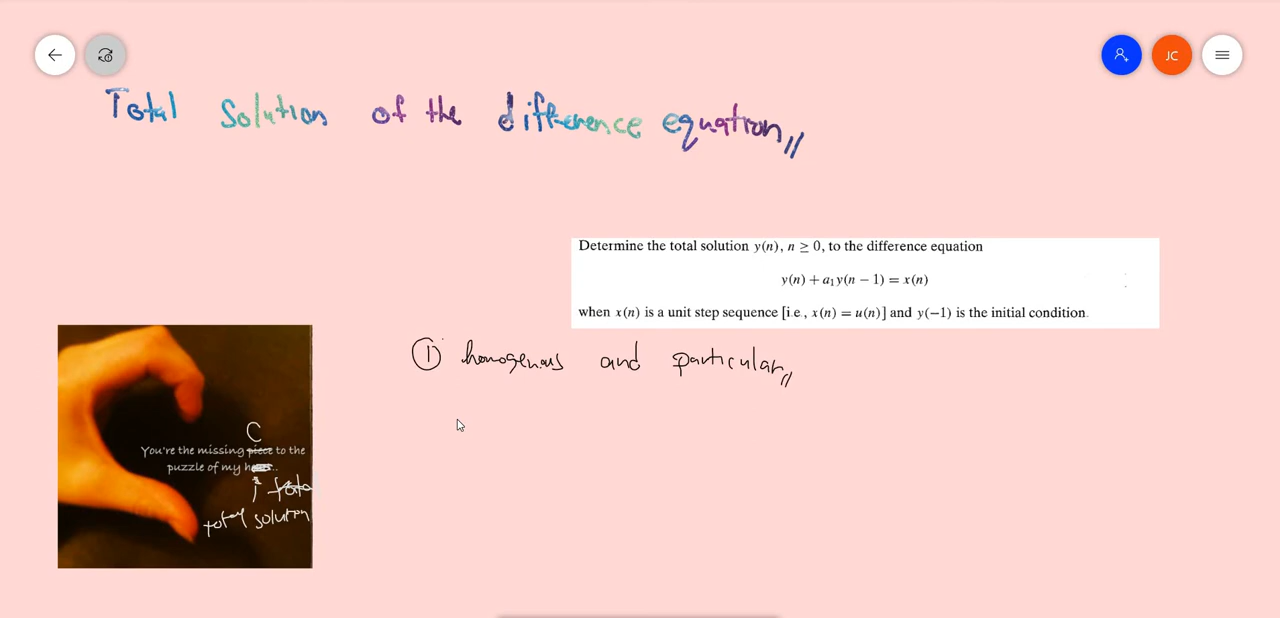 JC
Total Solution of the difference equation,,
Determine the total solution y(n), n ≥ 0, to the difference equation
y(n) + a₁y(n − 1) = x(n)
when x(n) is a unit step sequence [i.e., x(n) = u(n)] and y(−1) is the initial condition.
① homogenous and particular,,
C
You're the missing piece to the
puzzle of my
total solution